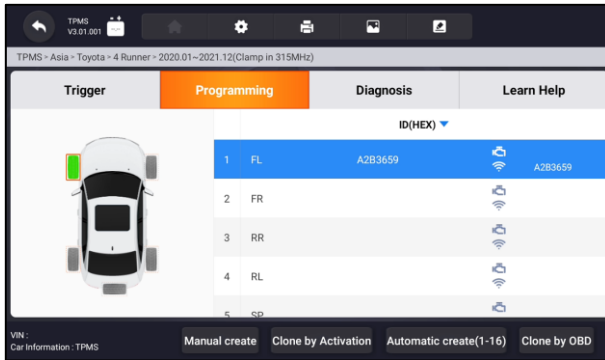 TPMS
V3.01.001
TPMS > Asia > Toyota > 4 Runner > 2020.01~2021.12(Clamp in 315MHz)
Trigger Programming Diagnosis Learn Help
ID(HEX)
1 FL A2B3659 A2B3659
2 FR
3 RR
4 RL
5 SP
VIN :
Car Information : TPMS
Manual create Clone by Activation Automatic create(1-16) Clone by OBD